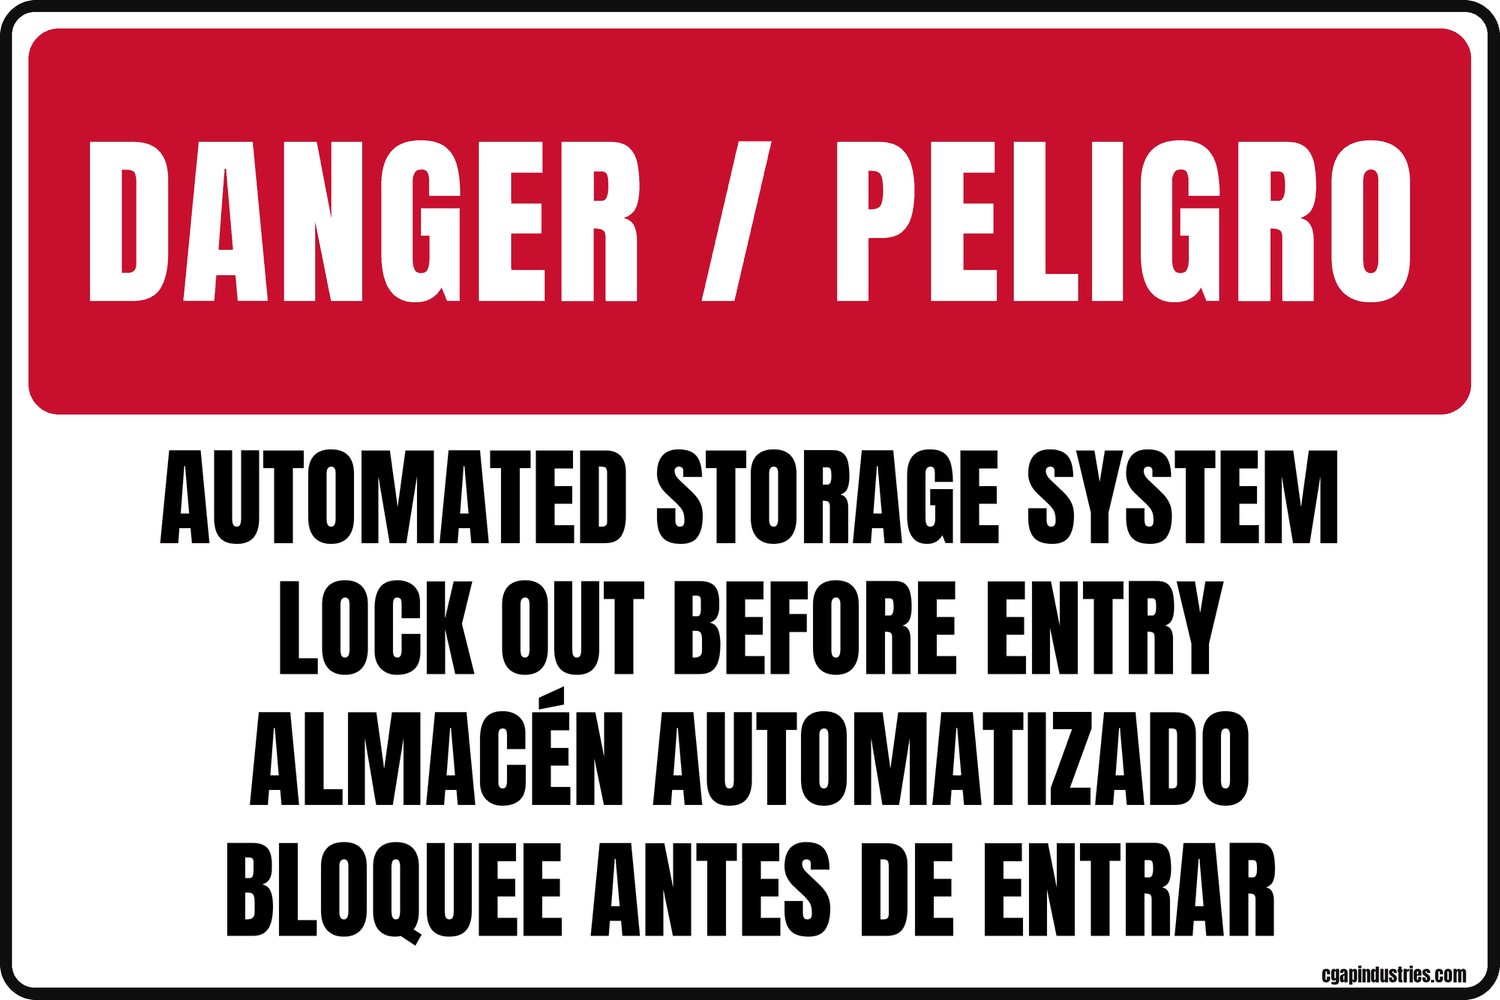 DANGER / PELIGRO
AUTOMATED STORAGE SYSTEM
LOCK OUT BEFORE ENTRY
ALMACÉN AUTOMATIZADO
BLOQUEE ANTES DE ENTRAR
cgapindustries.com